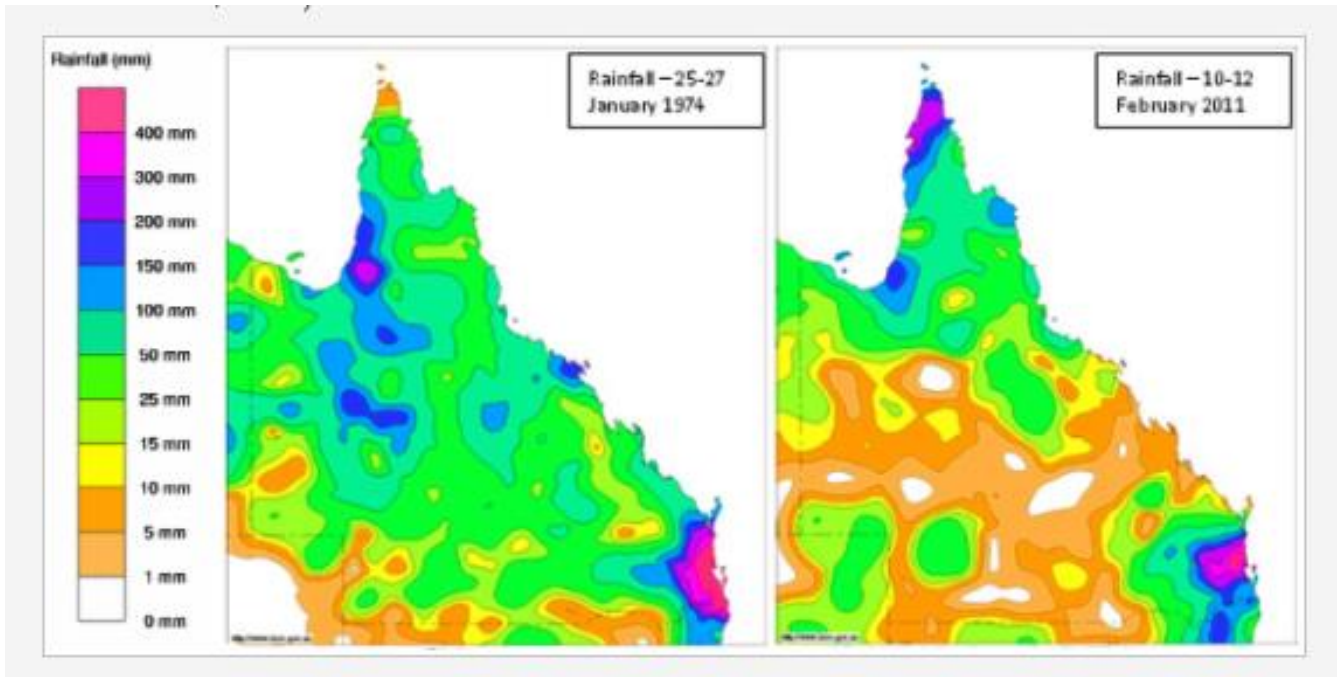 Rainfall (mm)
400 mm
300 mm
200 mm
150 mm
100 mm
50 mm
25 mm
15 mm
10 mm
5 mm
1 mm
0 mm
Rainfall – 25-27
January 1974
Rainfall – 10-12
February 2011